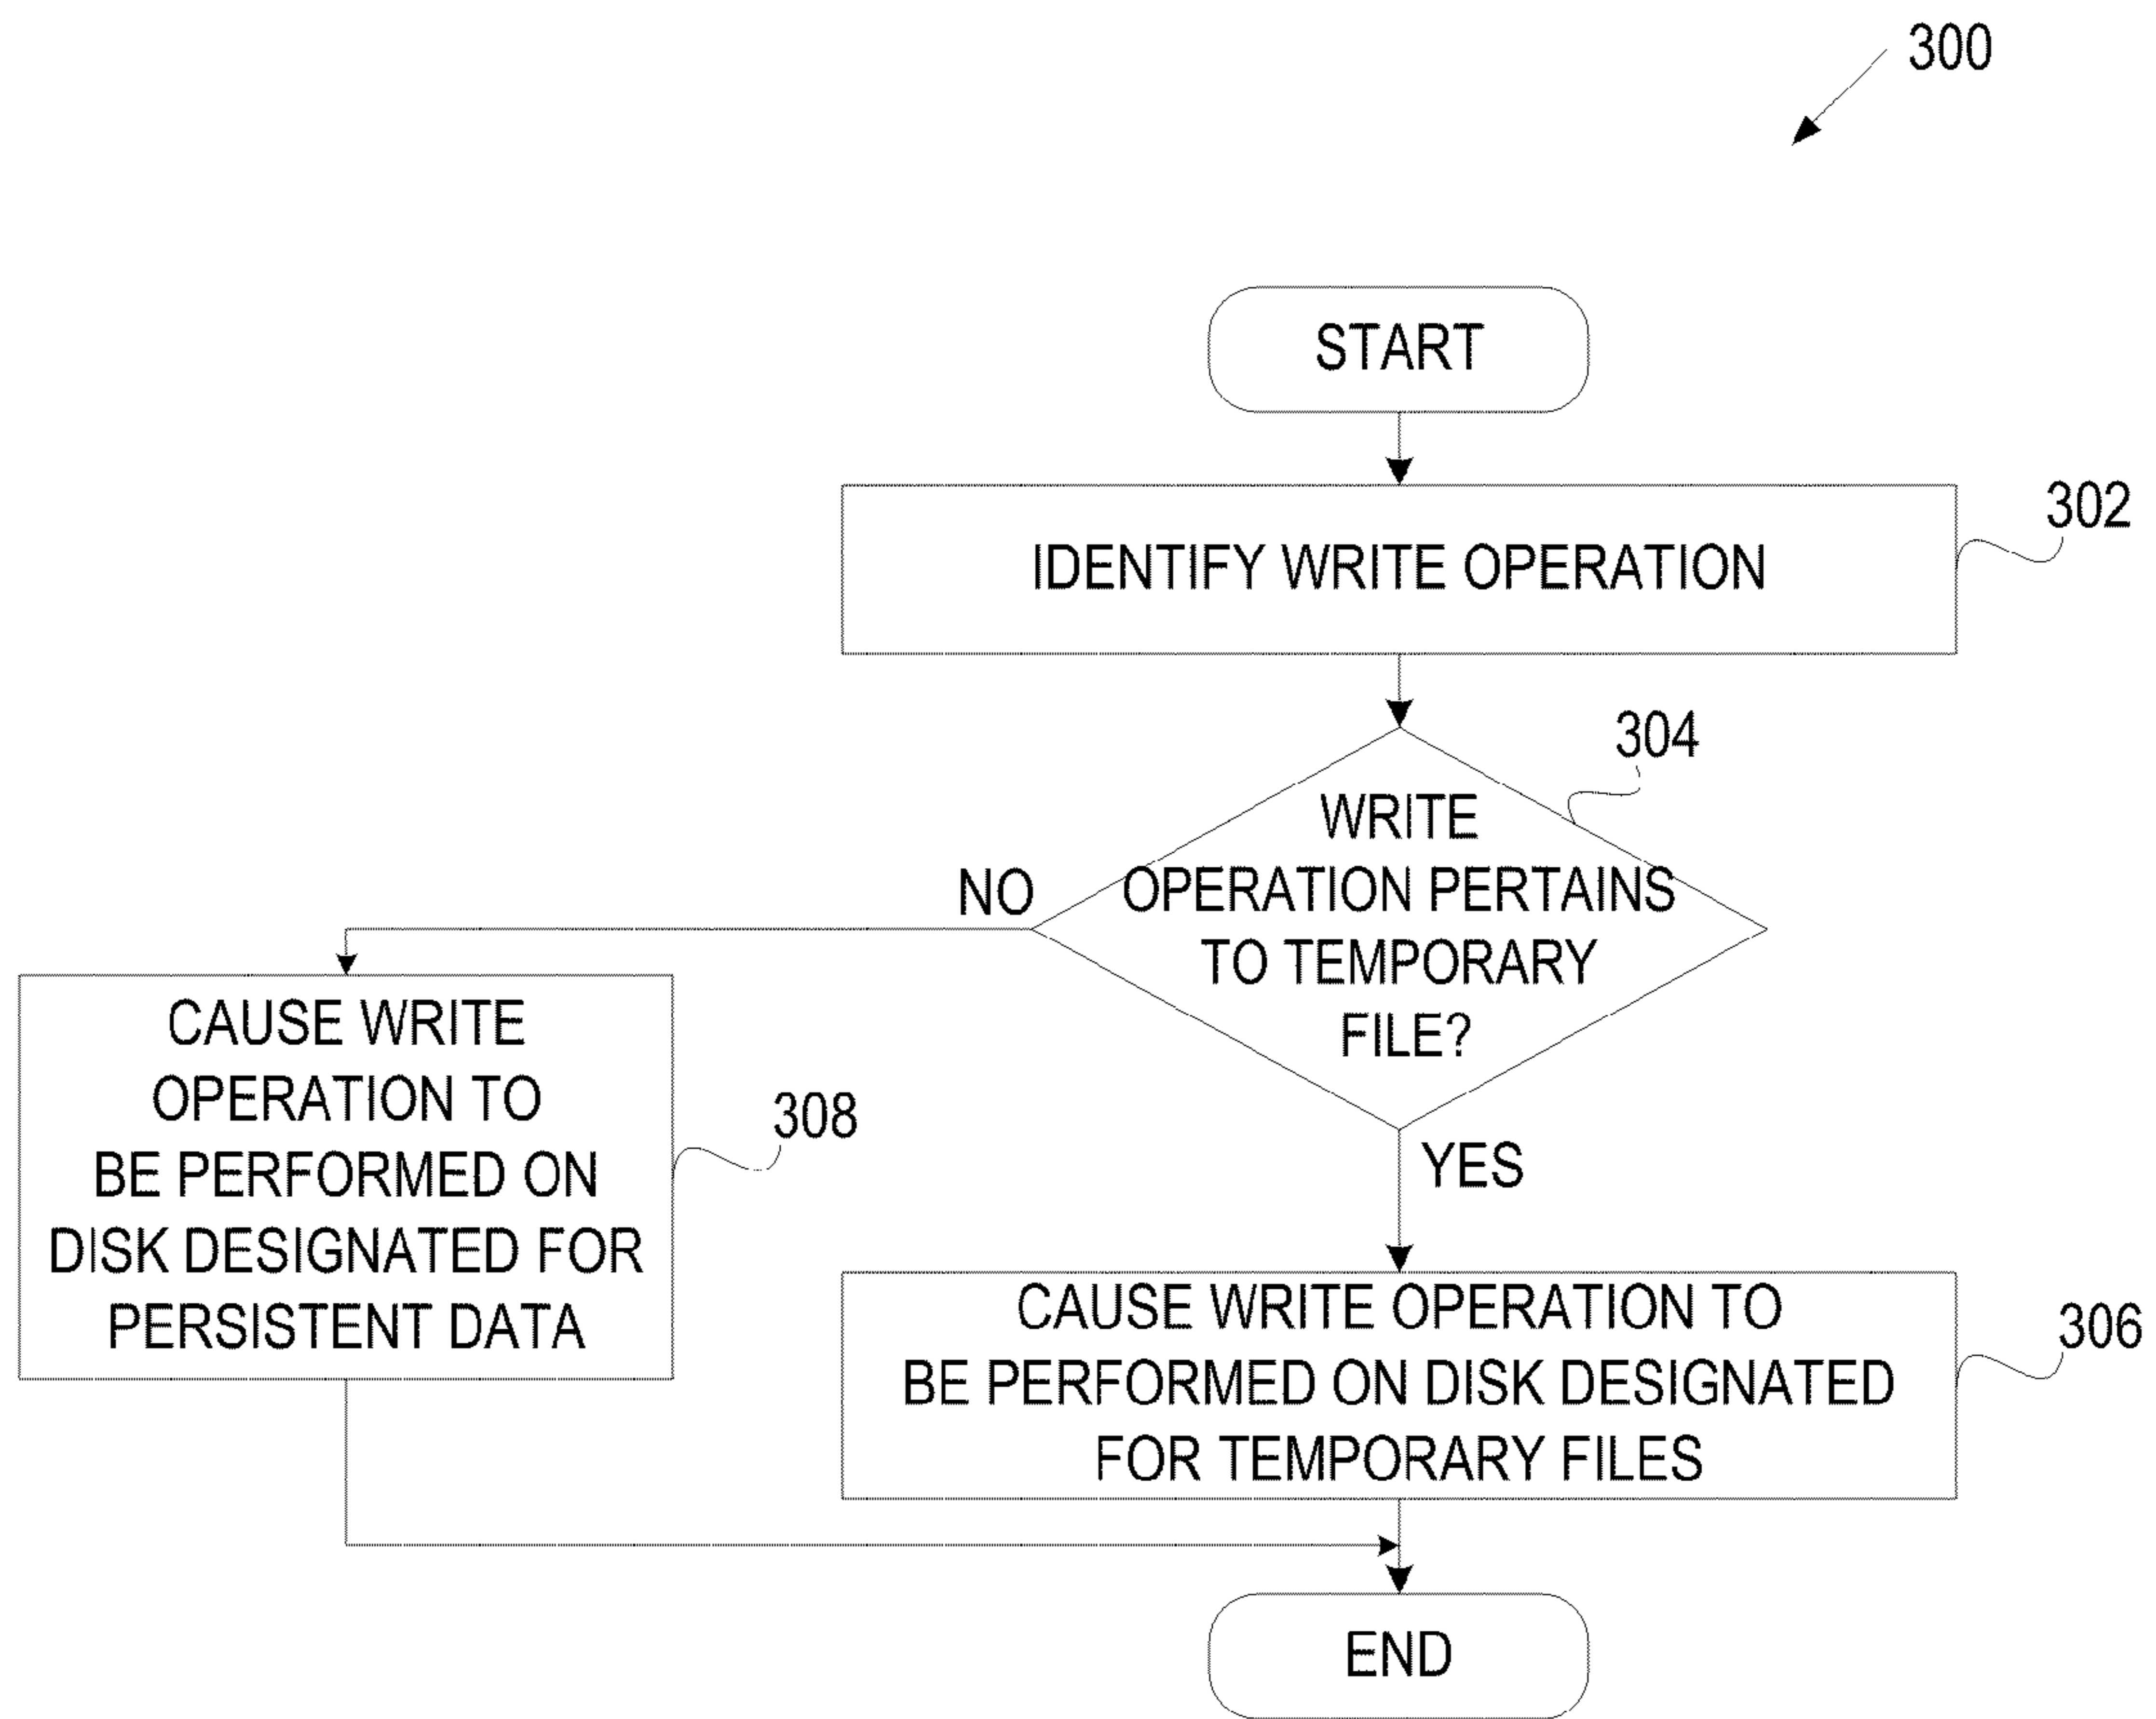 300
START
IDENTIFY WRITE OPERATION
302
304
WRITE
OPERATION PERTAINS
TO TEMPORARY
FILE?
NO
YES
CAUSE WRITE
OPERATION TO
BE PERFORMED ON
DISK DESIGNATED FOR
PERSISTENT DATA
308
CAUSE WRITE OPERATION TO
BE PERFORMED ON DISK DESIGNATED
FOR TEMPORARY FILES
306
END